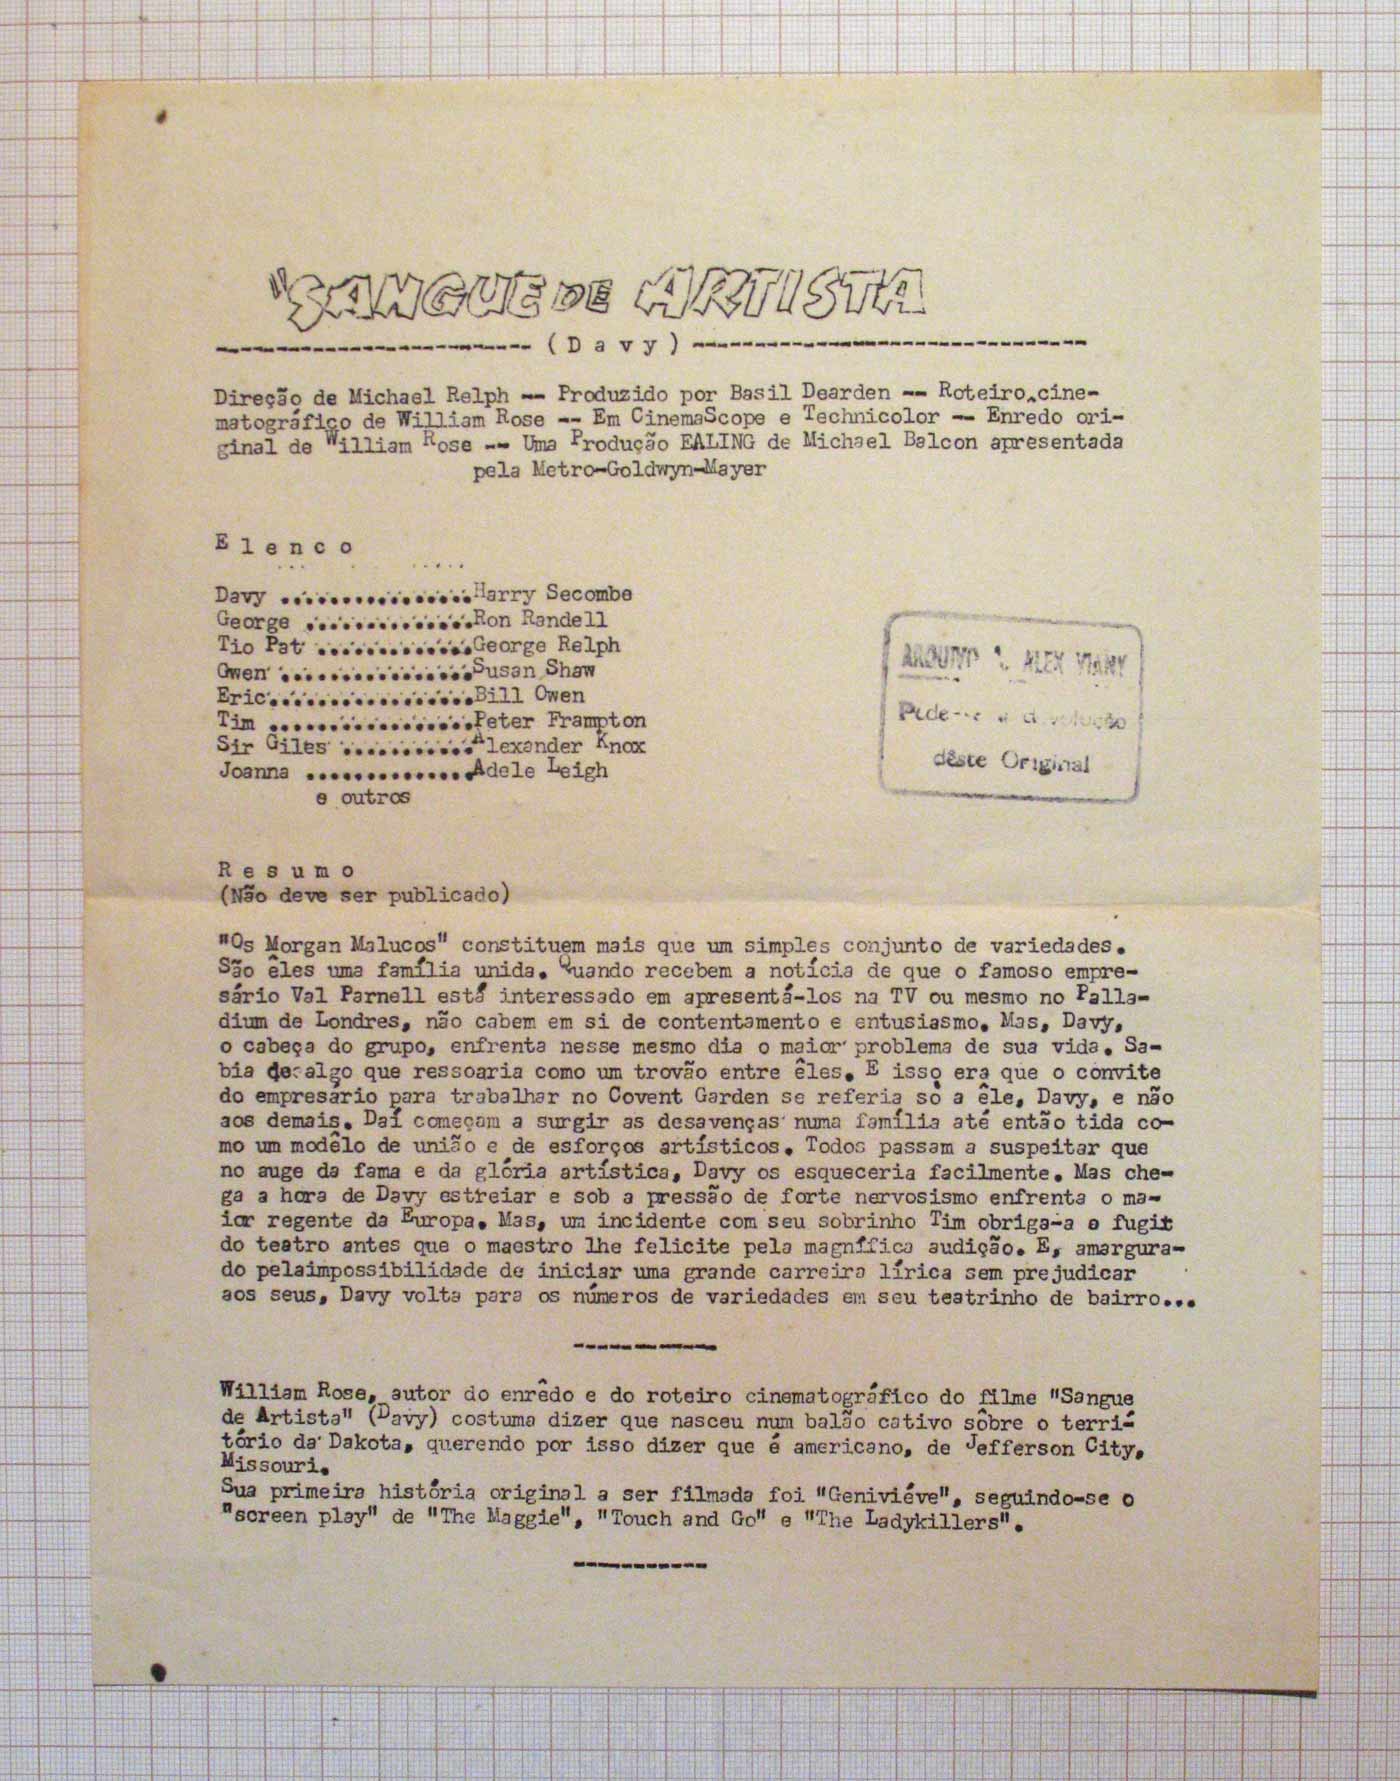 "SANGUE DE ARTISTA
--------------------- (D a v y) --------------------------
Direção de Michael Relph -- Produzido por Basil Dearden -- Roteiro cine-
matográfico de William Rose -- Em CinemaScope e Technicolor -- Enredo ori-
ginal de William Rose -- Uma Produção EALING de Michael Balcon apresentada
pela Metro-Goldwyn-Mayer
E l e n c o
Davy ................Harry Secombe
George ..............Ron Randell
Tio Pat .............George Relph
Gwen ................Susan Shaw
Eric.................Bill Owen
Tim .................Peter Frampton
Sir Giles ...........Alexander Knox
Joanna ..............Adele Leigh
e outros
ARQUIVO ALEX VIANY
Pede-se a devolução
dêste Original
R e s u m o
(Não deve ser publicado)
"Os Morgan Malucos" constituem mais que um simples conjunto de variedades.
São êles uma família unida. Quando recebem a notícia de que o famoso empre-
sário Val Parnell está interessado em apresentá-los na TV ou mesmo no Palla-
dium de Londres, não cabem em si de contentamento e entusiasmo. Mas, Davy,
o cabeça do grupo, enfrenta nesse mesmo dia o maior problema de sua vida. Sa-
bia de algo que ressoaria como um trovão entre êles. E isso era que o convite
do empresário para trabalhar no Covent Garden se referia só a êle, Davy, e não
aos demais. Daí começam a surgir as desavenças numa família até então tida co-
mo um modêlo de união e de esforços artísticos. Todos passam a suspeitar que
no auge da fama e da glória artística, Davy os esqueceria facilmente. Mas che-
ga a hora de Davy estreiar e sob a pressão de forte nervosismo enfrenta o ma-
ior regente da Europa. Mas, um incidente com seu sobrinho Tim obriga-a o fugir
do teatro antes que o maestro lhe felicite pela magnífica audição. E, amargura-
do pelaimpossibilidade de iniciar uma grande carreira lírica sem prejudicar
aos seus, Davy volta para os números de variedades em seu teatrinho de bairro...
-----------
William Rose, autor do enrêdo e do roteiro cinematográfico do filme "Sangue
de Artista" (Davy) costuma dizer que nasceu num balão cativo sôbre o terri-
tório da Dakota, querendo por isso dizer que é americano, de Jefferson City,
Missouri.
Sua primeira história original a ser filmada foi "Geniviéve", seguindo-se o
"screen play" de "The Maggie", "Touch and Go" e "The Ladykillers".
-----------